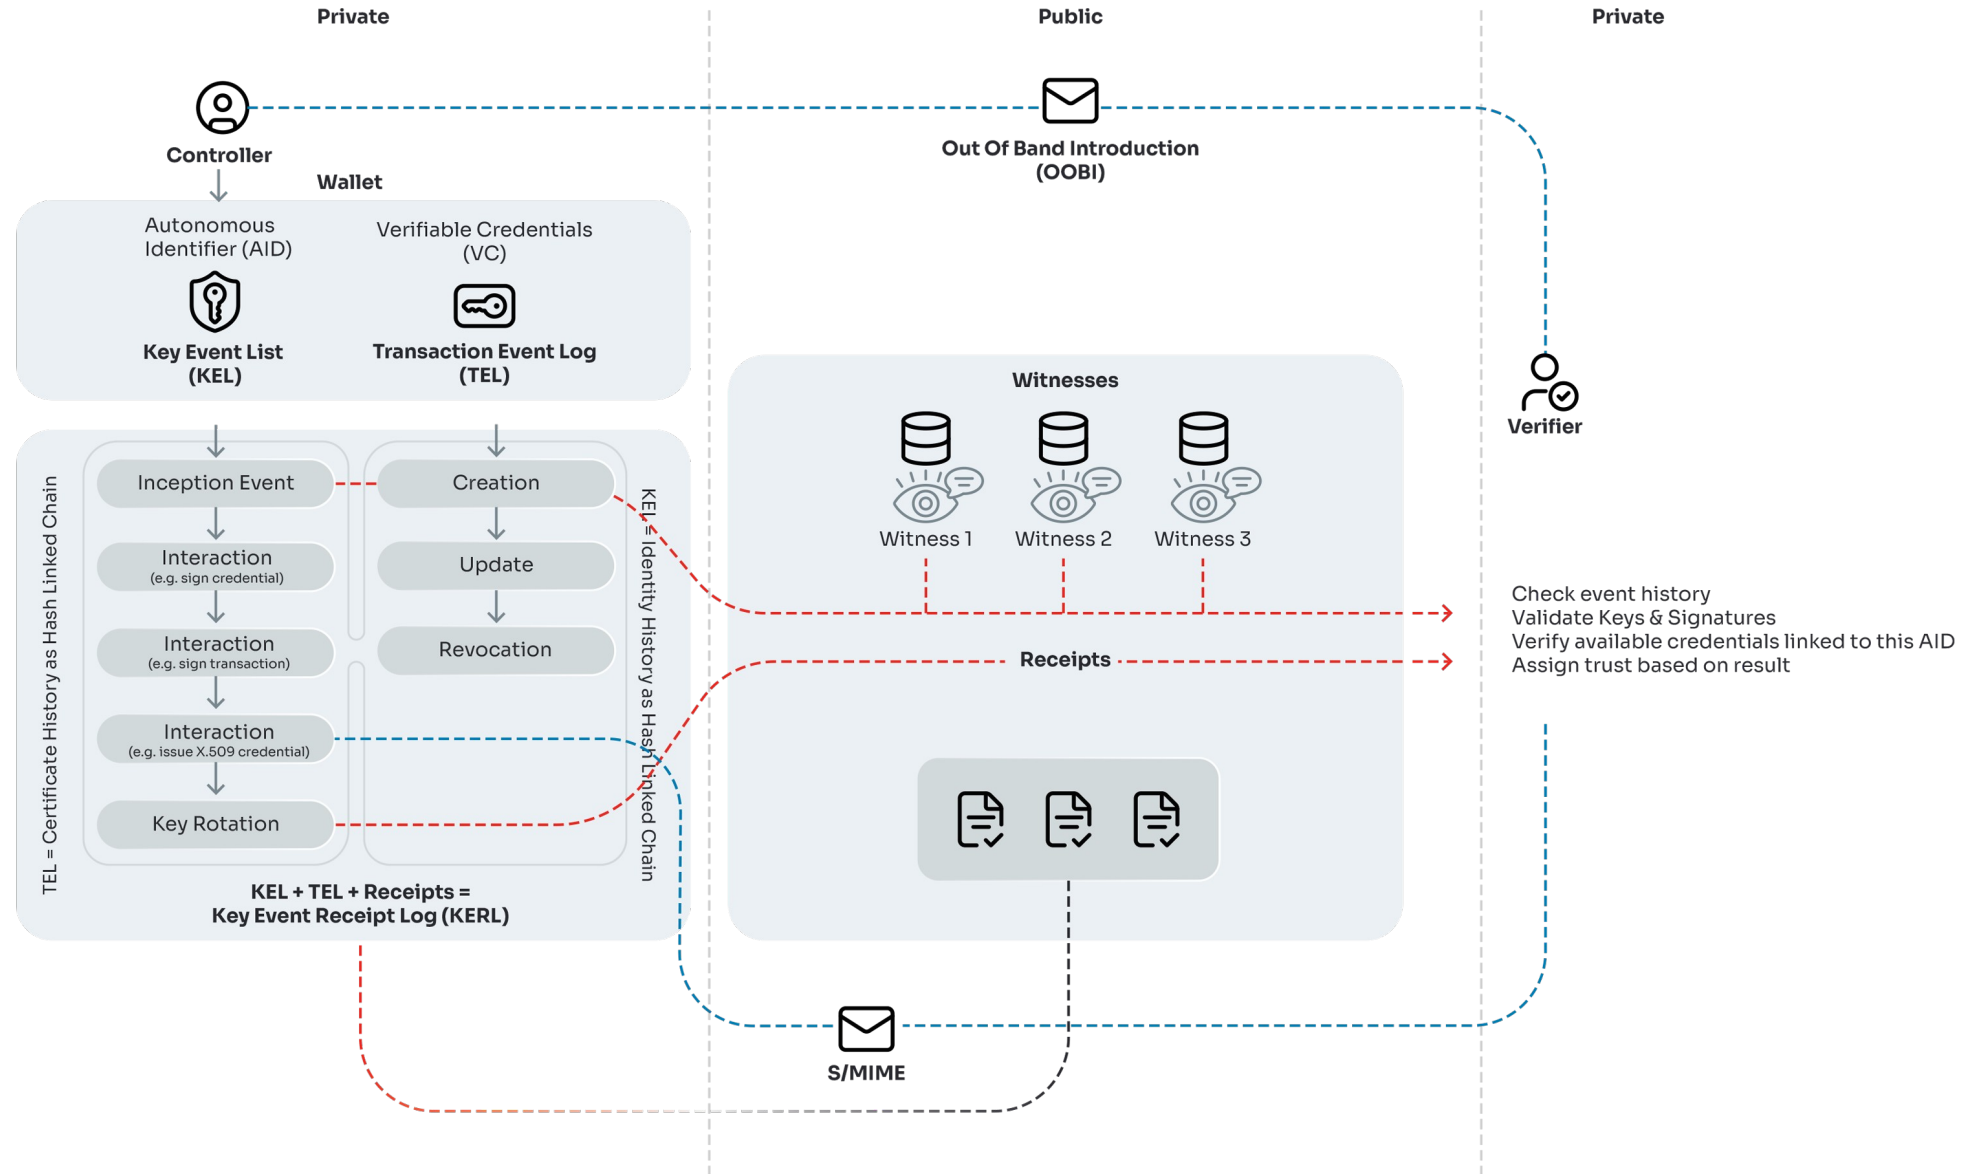 Private
Public
Private
Controller
Out Of Band Introduction
(OOBI)
Wallet
Autonomous
Identifier (AID)
Verifiable Credentials
(VC)
Key Event List
(KEL)
Transaction Event Log
(TEL)
Witnesses
Verifier
TEL = Certificate History as Hash Linked Chain
Inception Event
Interaction
(e.g. sign credential)
Interaction
(e.g. sign transaction)
Interaction
(e.g. issue X.509 credential)
Key Rotation
Creation
Update
Revocation
KEL = Identity History as Hash Linked Chain
KEL + TEL + Receipts =
Key Event Receipt Log (KERL)
Witness 1
Witness 2
Witness 3
Receipts
Check event history
Validate Keys & Signatures
Verify available credentials linked to this AID
Assign trust based on result
S/MIME